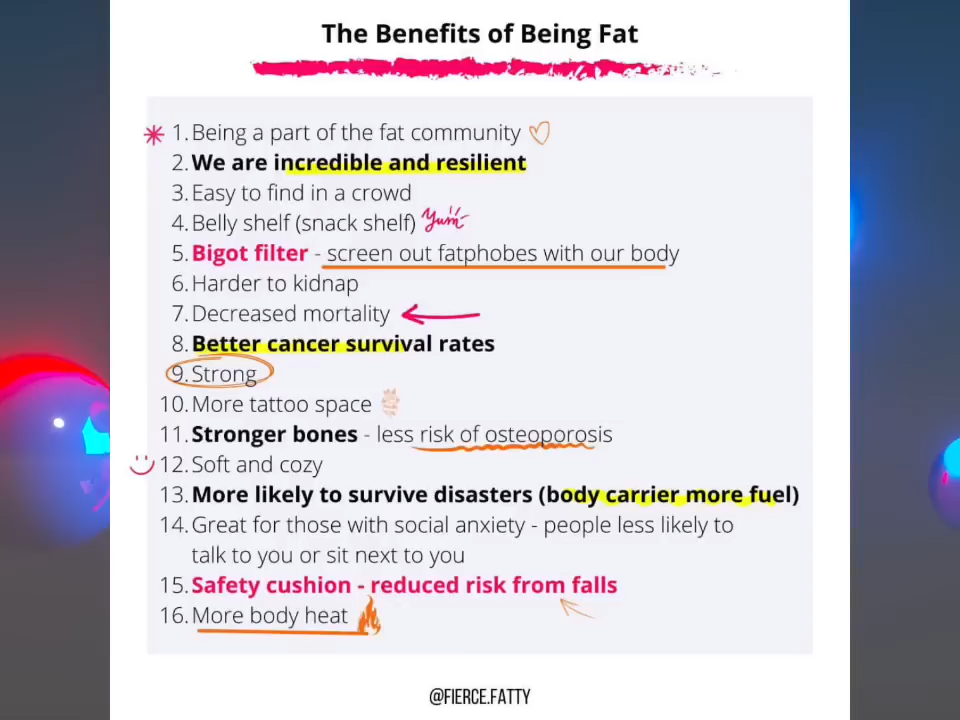 The Benefits of Being Fat
1. Being a part of the fat community
2. We are incredible and resilient
3. Easy to find in a crowd
4. Belly shelf (snack shelf) Yum
5. Bigot filter - screen out fatphobes with our body
6. Harder to kidnap
7. Decreased mortality
8. Better cancer survival rates
9. Strong
10. More tattoo space
11. Stronger bones - less risk of osteoporosis
12. Soft and cozy
13. More likely to survive disasters (body carrier more fuel)
14. Great for those with social anxiety - people less likely to
talk to you or sit next to you
15. Safety cushion - reduced risk from falls
16. More body heat
@FIERCE.FATTY